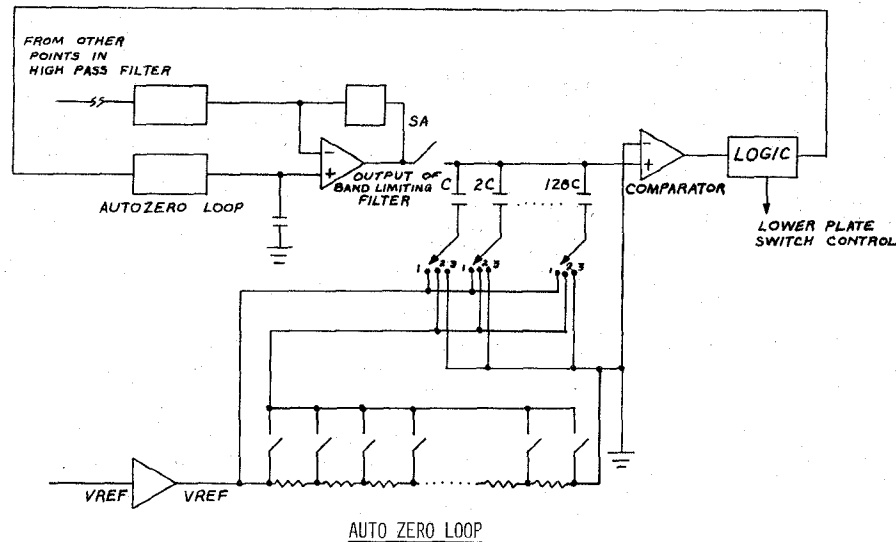 FROM OTHER
POINTS IN
HIGH PASS FILTER
SA
AUTOZERO LOOP
OUTPUT OF
BAND LIMITING
FILTER
C
2C
128C
COMPARATOR
LOGIC
LOWER PLATE
SWITCH CONTROL
1 2 3
1 2 3
1 2 3
VREF
VREF
AUTO ZERO LOOP